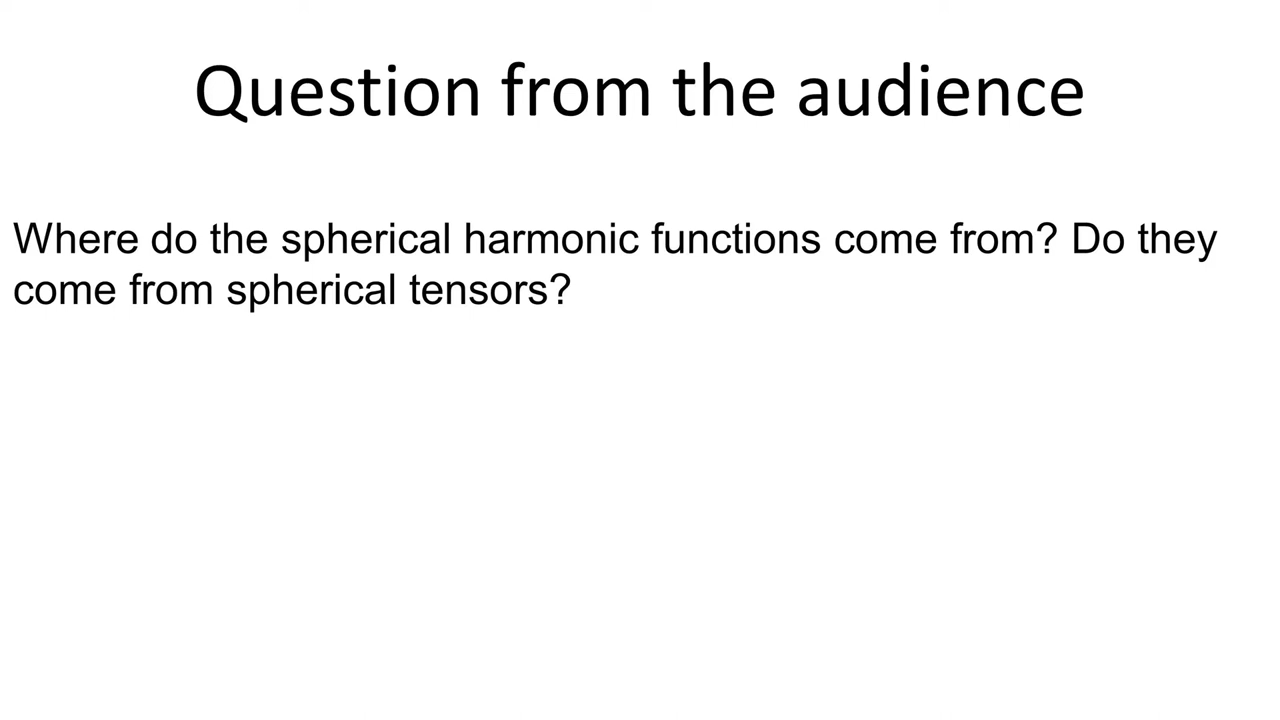 Question from the audience
Where do the spherical harmonic functions come from? Do they
come from spherical tensors?